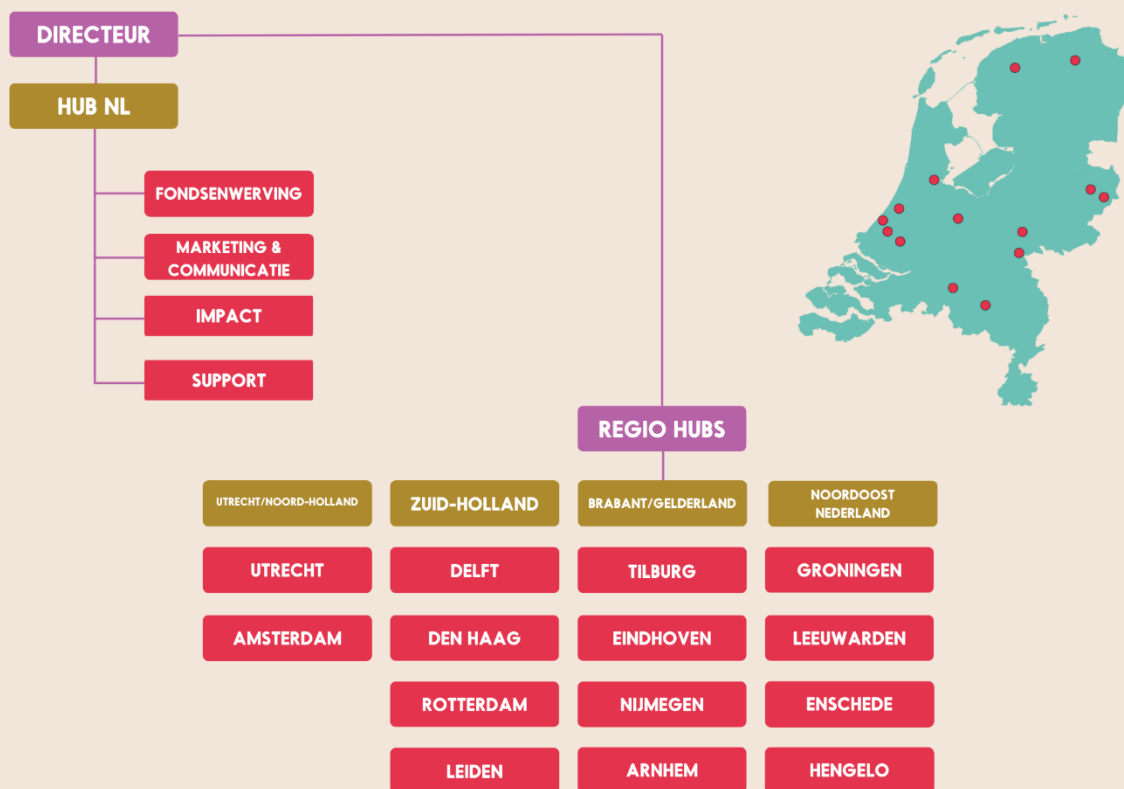 DIRECTEUR
HUB NL
FONDSENWERVING
MARKETING &
COMMUNICATIE
IMPACT
SUPPORT
REGIO HUBS
UTRECHT/NOORD-HOLLAND
ZUID-HOLLAND
BRABANT/GELDERLAND
NOORDOOST
NEDERLAND
UTRECHT
DELFT
TILBURG
GRONINGEN
AMSTERDAM
DEN HAAG
EINDHOVEN
LEEUWARDEN
ROTTERDAM
NIJMEGEN
ENSCHEDE
LEIDEN
ARNHEM
HENGELO